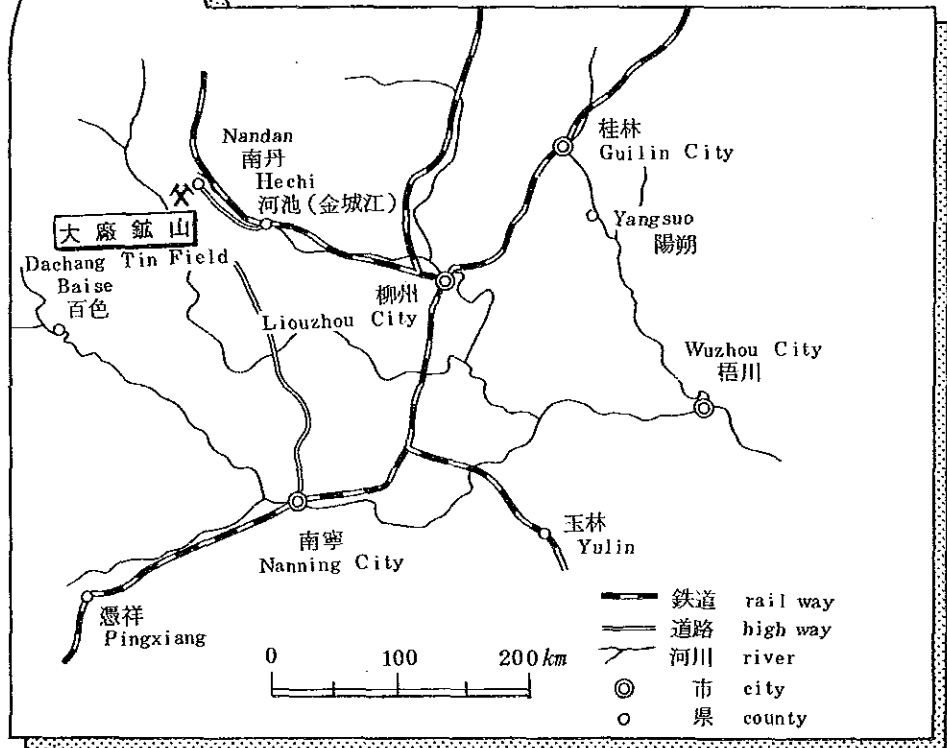 Nandan
南丹
Hechi
河池(金城江)
大廠鉱山
Dachang Tin Field
Baise
百色
桂林
Guilin City
Yangsuo
陽朔
柳州
Liouzhou City
Wuzhou City
梧川
南寧
Nanning City
玉林
Yulin
憑祥
Pingxiang
鉄道 rail way
道路 high way
河川 river
市 city
県 county
0 100 200km